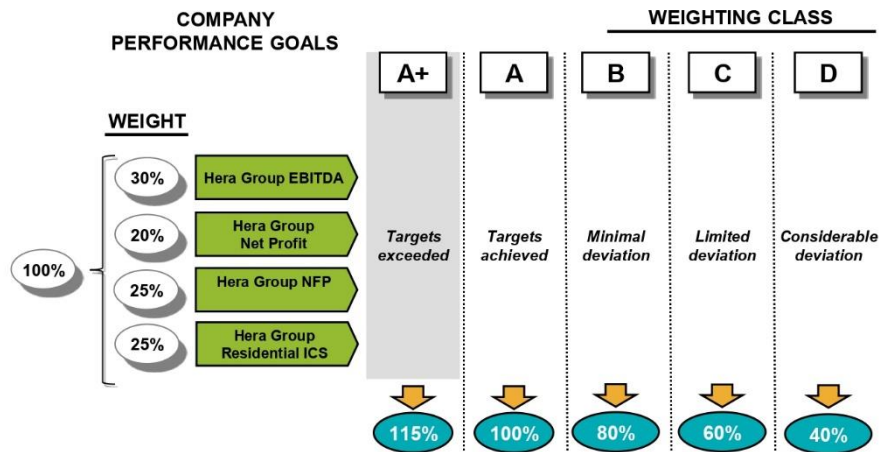 COMPANY
PERFORMANCE GOALS
WEIGHTING CLASS
A+
A
B
C
D
WEIGHT
100%
30%
Hera Group EBITDA
20%
Hera Group
Net Profit
25%
Hera Group NFP
25%
Hera Group
Residential ICS
Targets
exceeded
Targets
achieved
Minimal
deviation
Limited
deviation
Considerable
deviation
115%
100%
80%
60%
40%